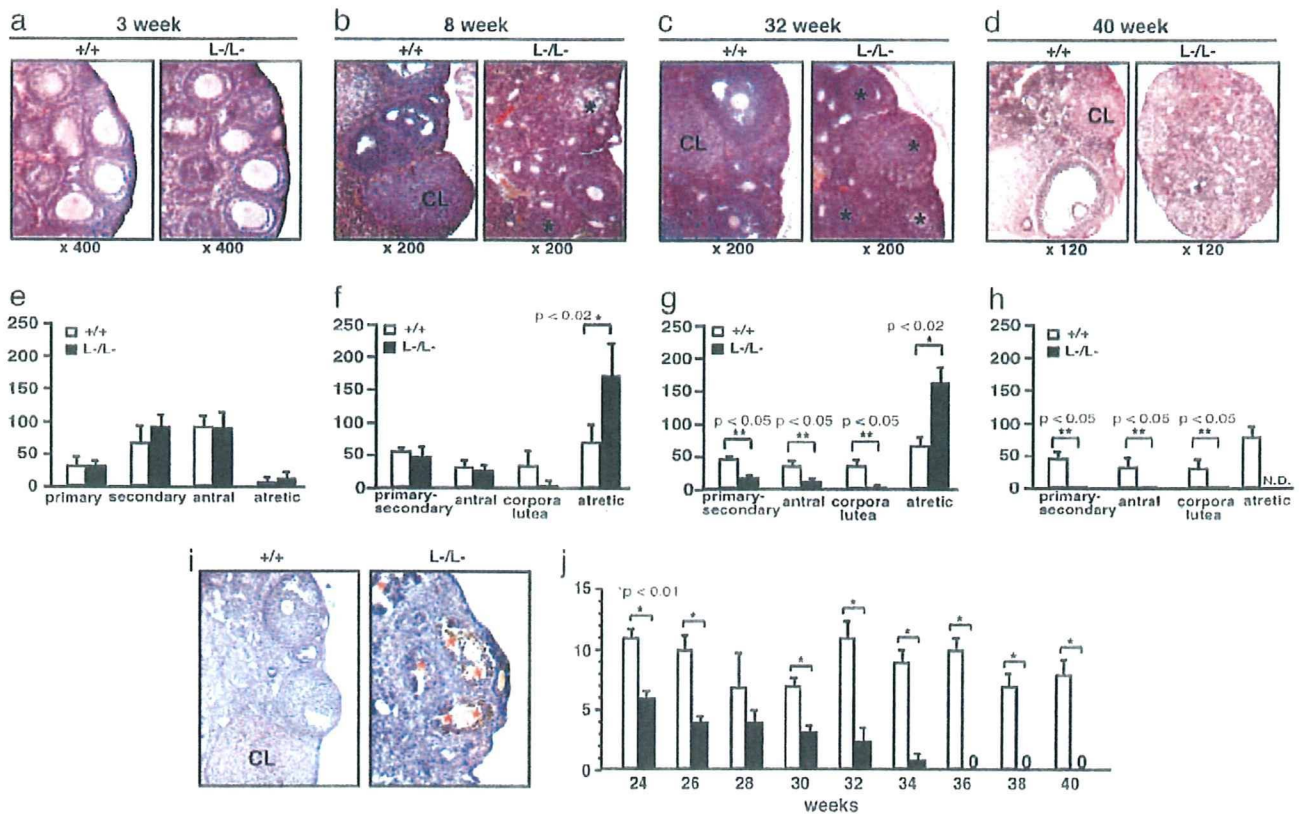 a 3 week b 8 week c 32 week d 40 week
+/+ L-/L- +/+ L-/L- +/+ L-/L- +/+ L-/L-
CL * * CL * * * * CL
x 400 x 400 x 200 x 200 x 200 x 200 x 120 x 120
e
250
200
150
100
50
0
+/+
L-/L-
primary secondary antral atretic
f
250
200
150
100
50
0
+/+
L-/L-
p < 0.02 *
primary-secondary antral corpora lutea atretic
g
250
200
150
100
50
0
+/+
L-/L-
p < 0.02
*
p < 0.05 p < 0.05 p < 0.05
** ** **
primary-secondary antral corpora lutea atretic
h
250
200
150
100
50
0
+/+
L-/L-
p < 0.05 p < 0.05 p < 0.05
** ** **
N.D.
primary-secondary antral corpora lutea atretic
i +/+ L-/L-
CL
j
15
10
5
0
*p < 0.01
* * * * * * * *
0 0 0
24 26 28 30 32 34 36 38 40
weeks